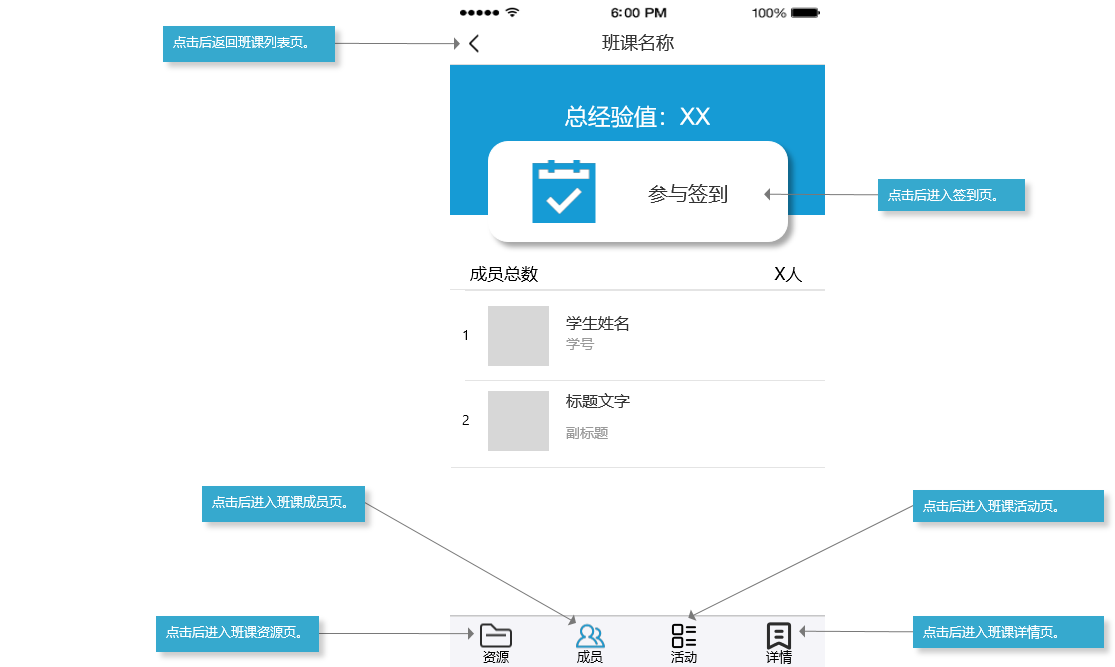 6:00 PM
100%
点击后返回班课列表页。
班课名称
总经验值：XX
参与签到
点击后进入签到页。
成员总数
X人
1
学生姓名
学号
2
标题文字
副标题
点击后进入班课成员页。
点击后进入班课活动页。
点击后进入班课资源页。
点击后进入班课详情页。
资源
成员
活动
详情